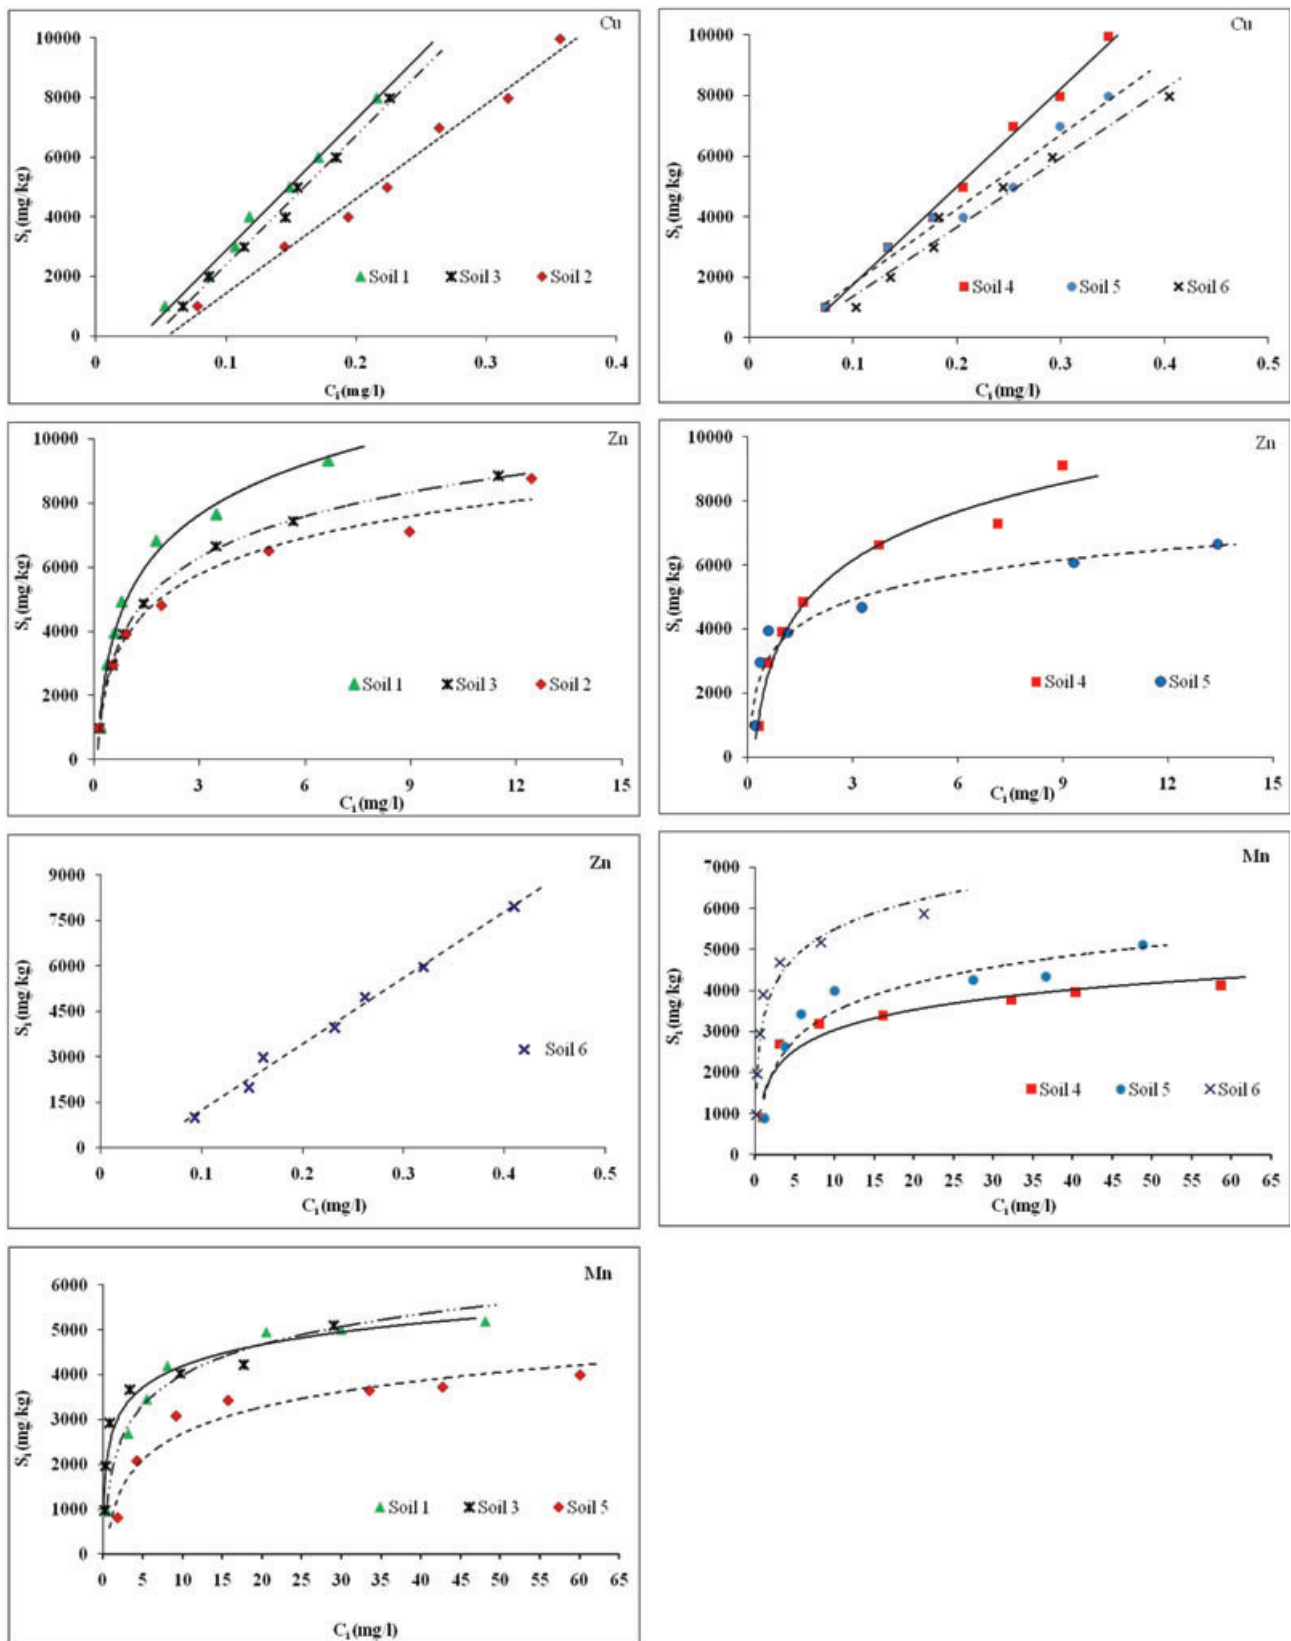 Cu
10000
8000
6000
4000
2000
0
Si (mg/kg)
Soil 1 Soil 3 Soil 2
0 0.1 0.2 0.3 0.4
Ci (mg/l)
Cu
10000
8000
6000
4000
2000
0
Si (mg/kg)
Soil 4 Soil 5 Soil 6
0 0.1 0.2 0.3 0.4 0.5
Ci (mg/l)
Zn
10000
8000
6000
4000
2000
0
Si (mg/kg)
Soil 1 Soil 3 Soil 2
0 3 6 9 12 15
Ci (mg/l)
Zn
10000
8000
6000
4000
2000
0
Si (mg/kg)
Soil 4 Soil 5
0 3 6 9 12 15
Ci (mg/l)
Zn
9000
7500
6000
4500
3000
1500
0
Si (mg/kg)
Soil 6
0 0.1 0.2 0.3 0.4 0.5
Ci (mg/l)
Mn
7000
6000
5000
4000
3000
2000
1000
0
Si (mg/kg)
Soil 4 Soil 5 Soil 6
0 5 10 15 20 25 30 35 40 45 50 55 60 65
Ci (mg/l)
Mn
6000
5000
4000
3000
2000
1000
0
Si (mg/kg)
Soil 1 Soil 3 Soil 5
0 5 10 15 20 25 30 35 40 45 50 55 60 65
Ci (mg/l)